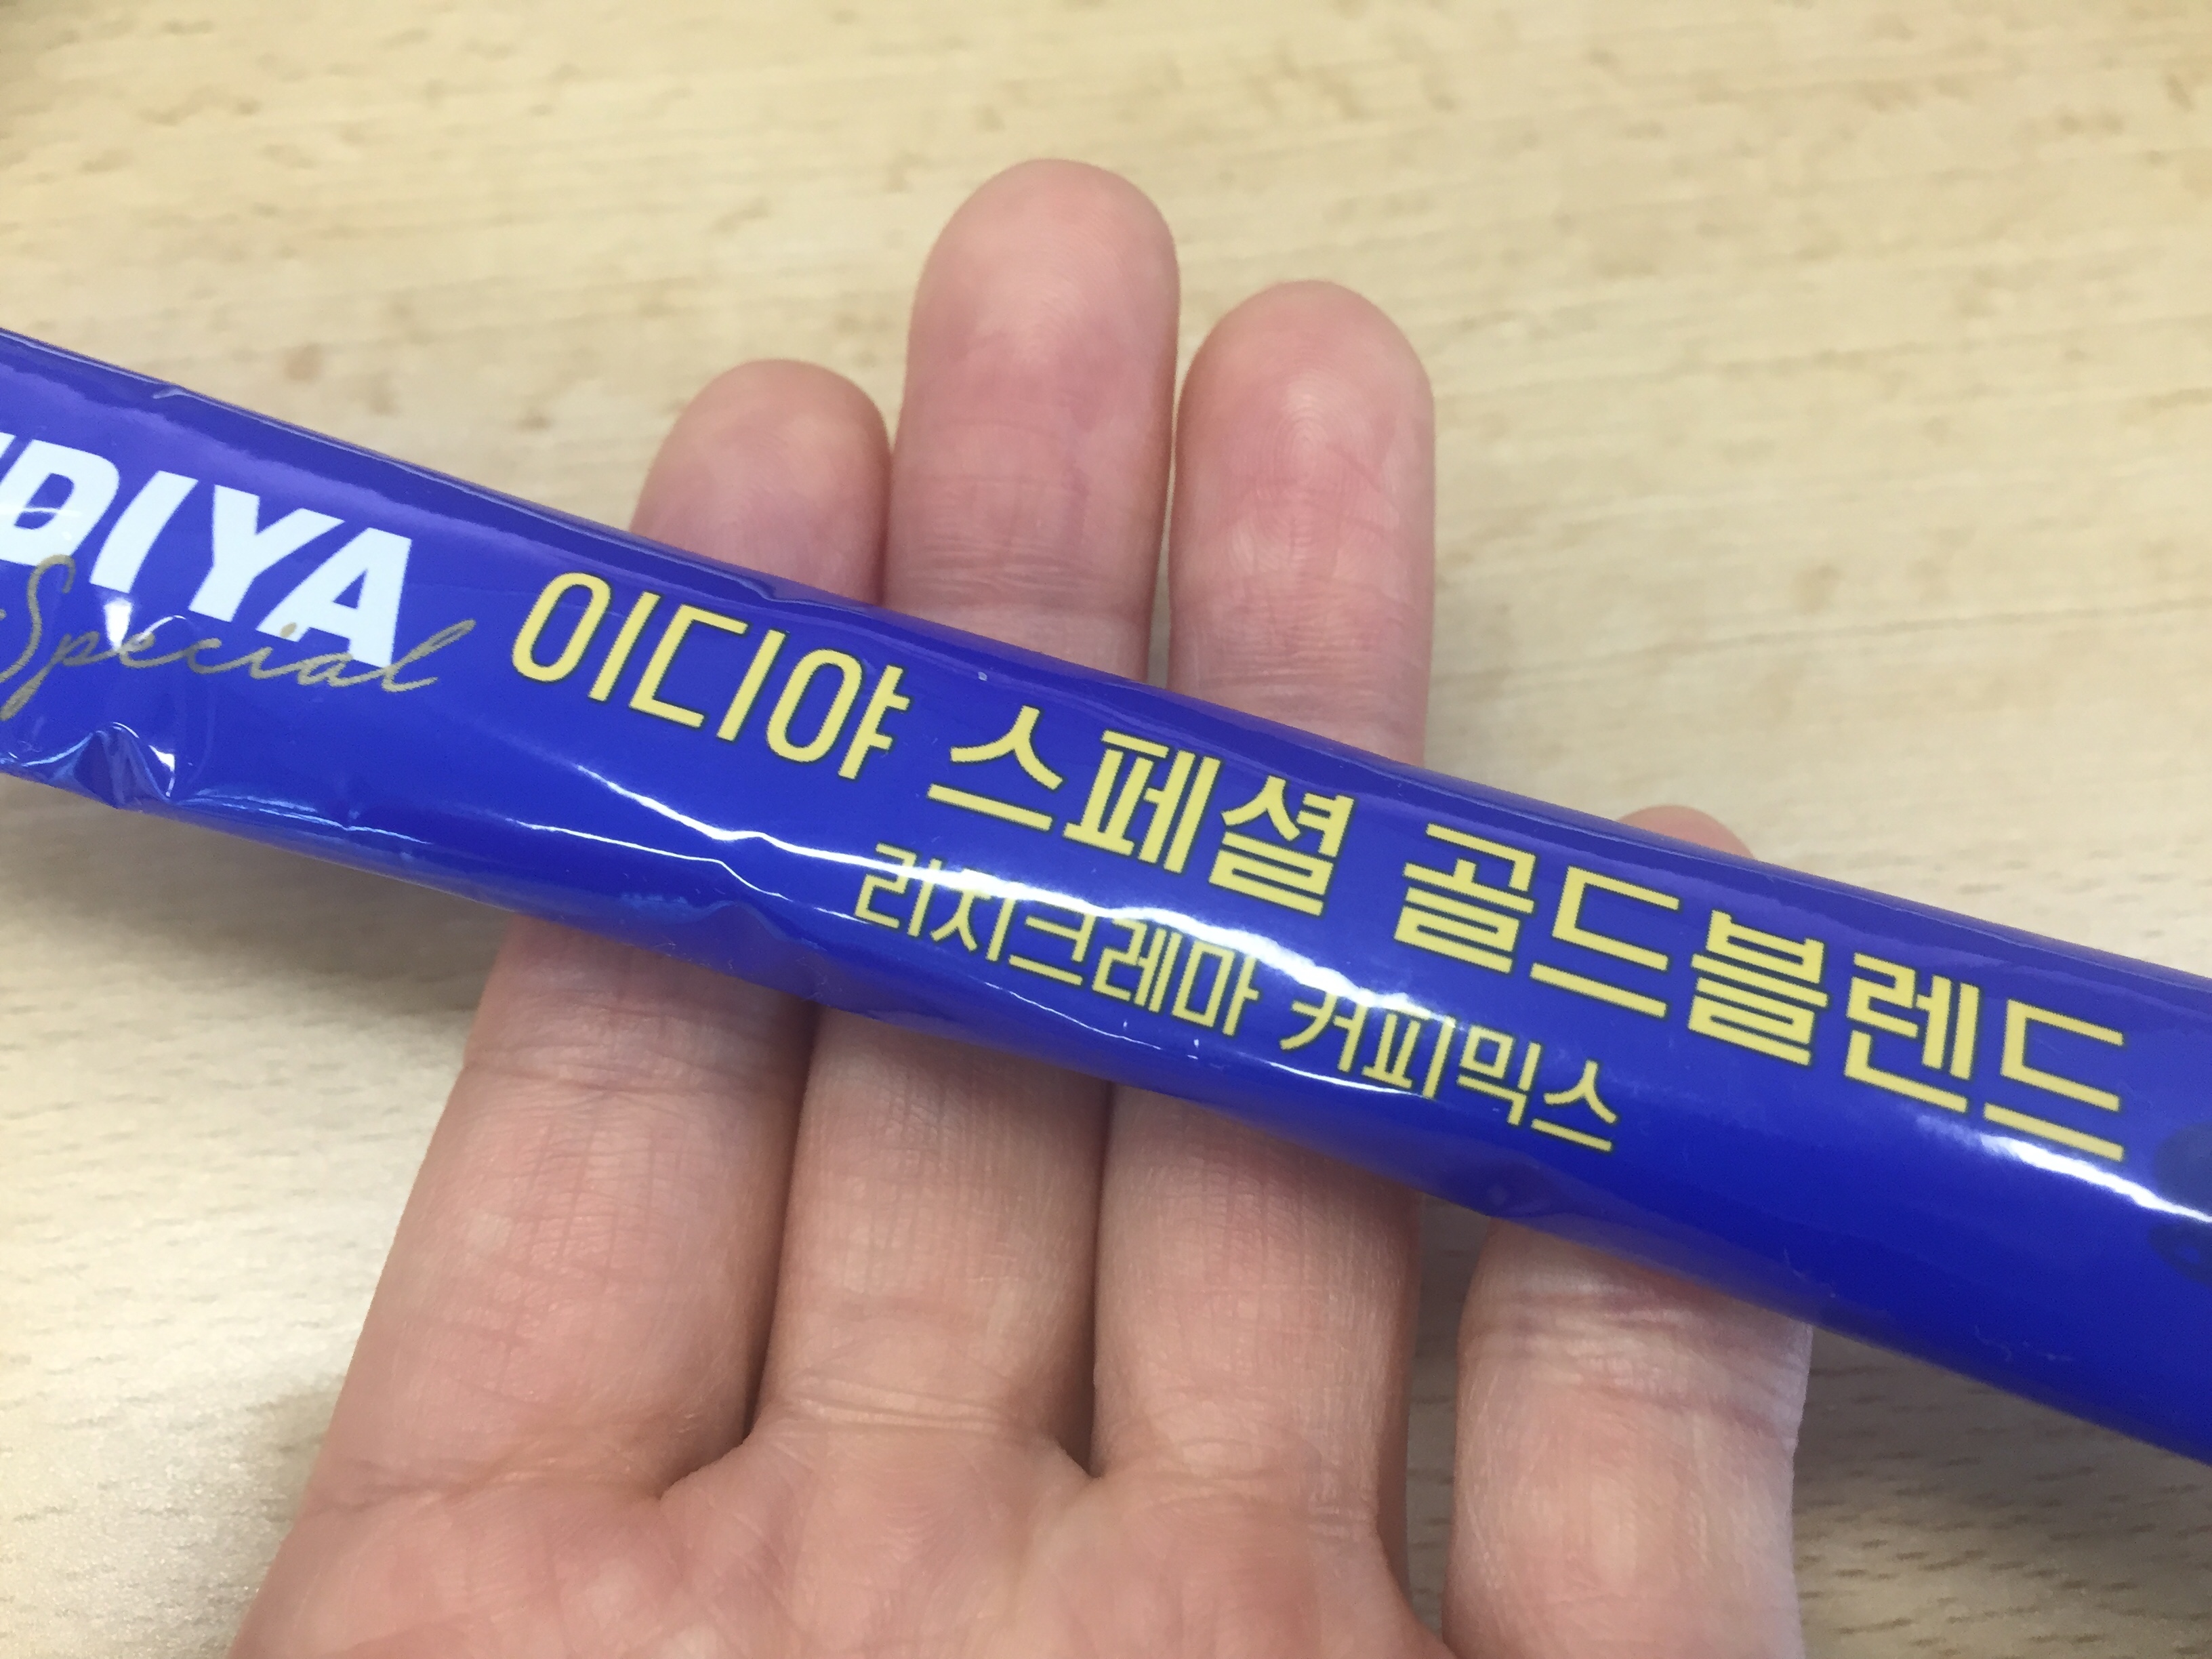 EDIYA
Special
이디야 스페셜 골드블렌드
리치크레마 커피믹스